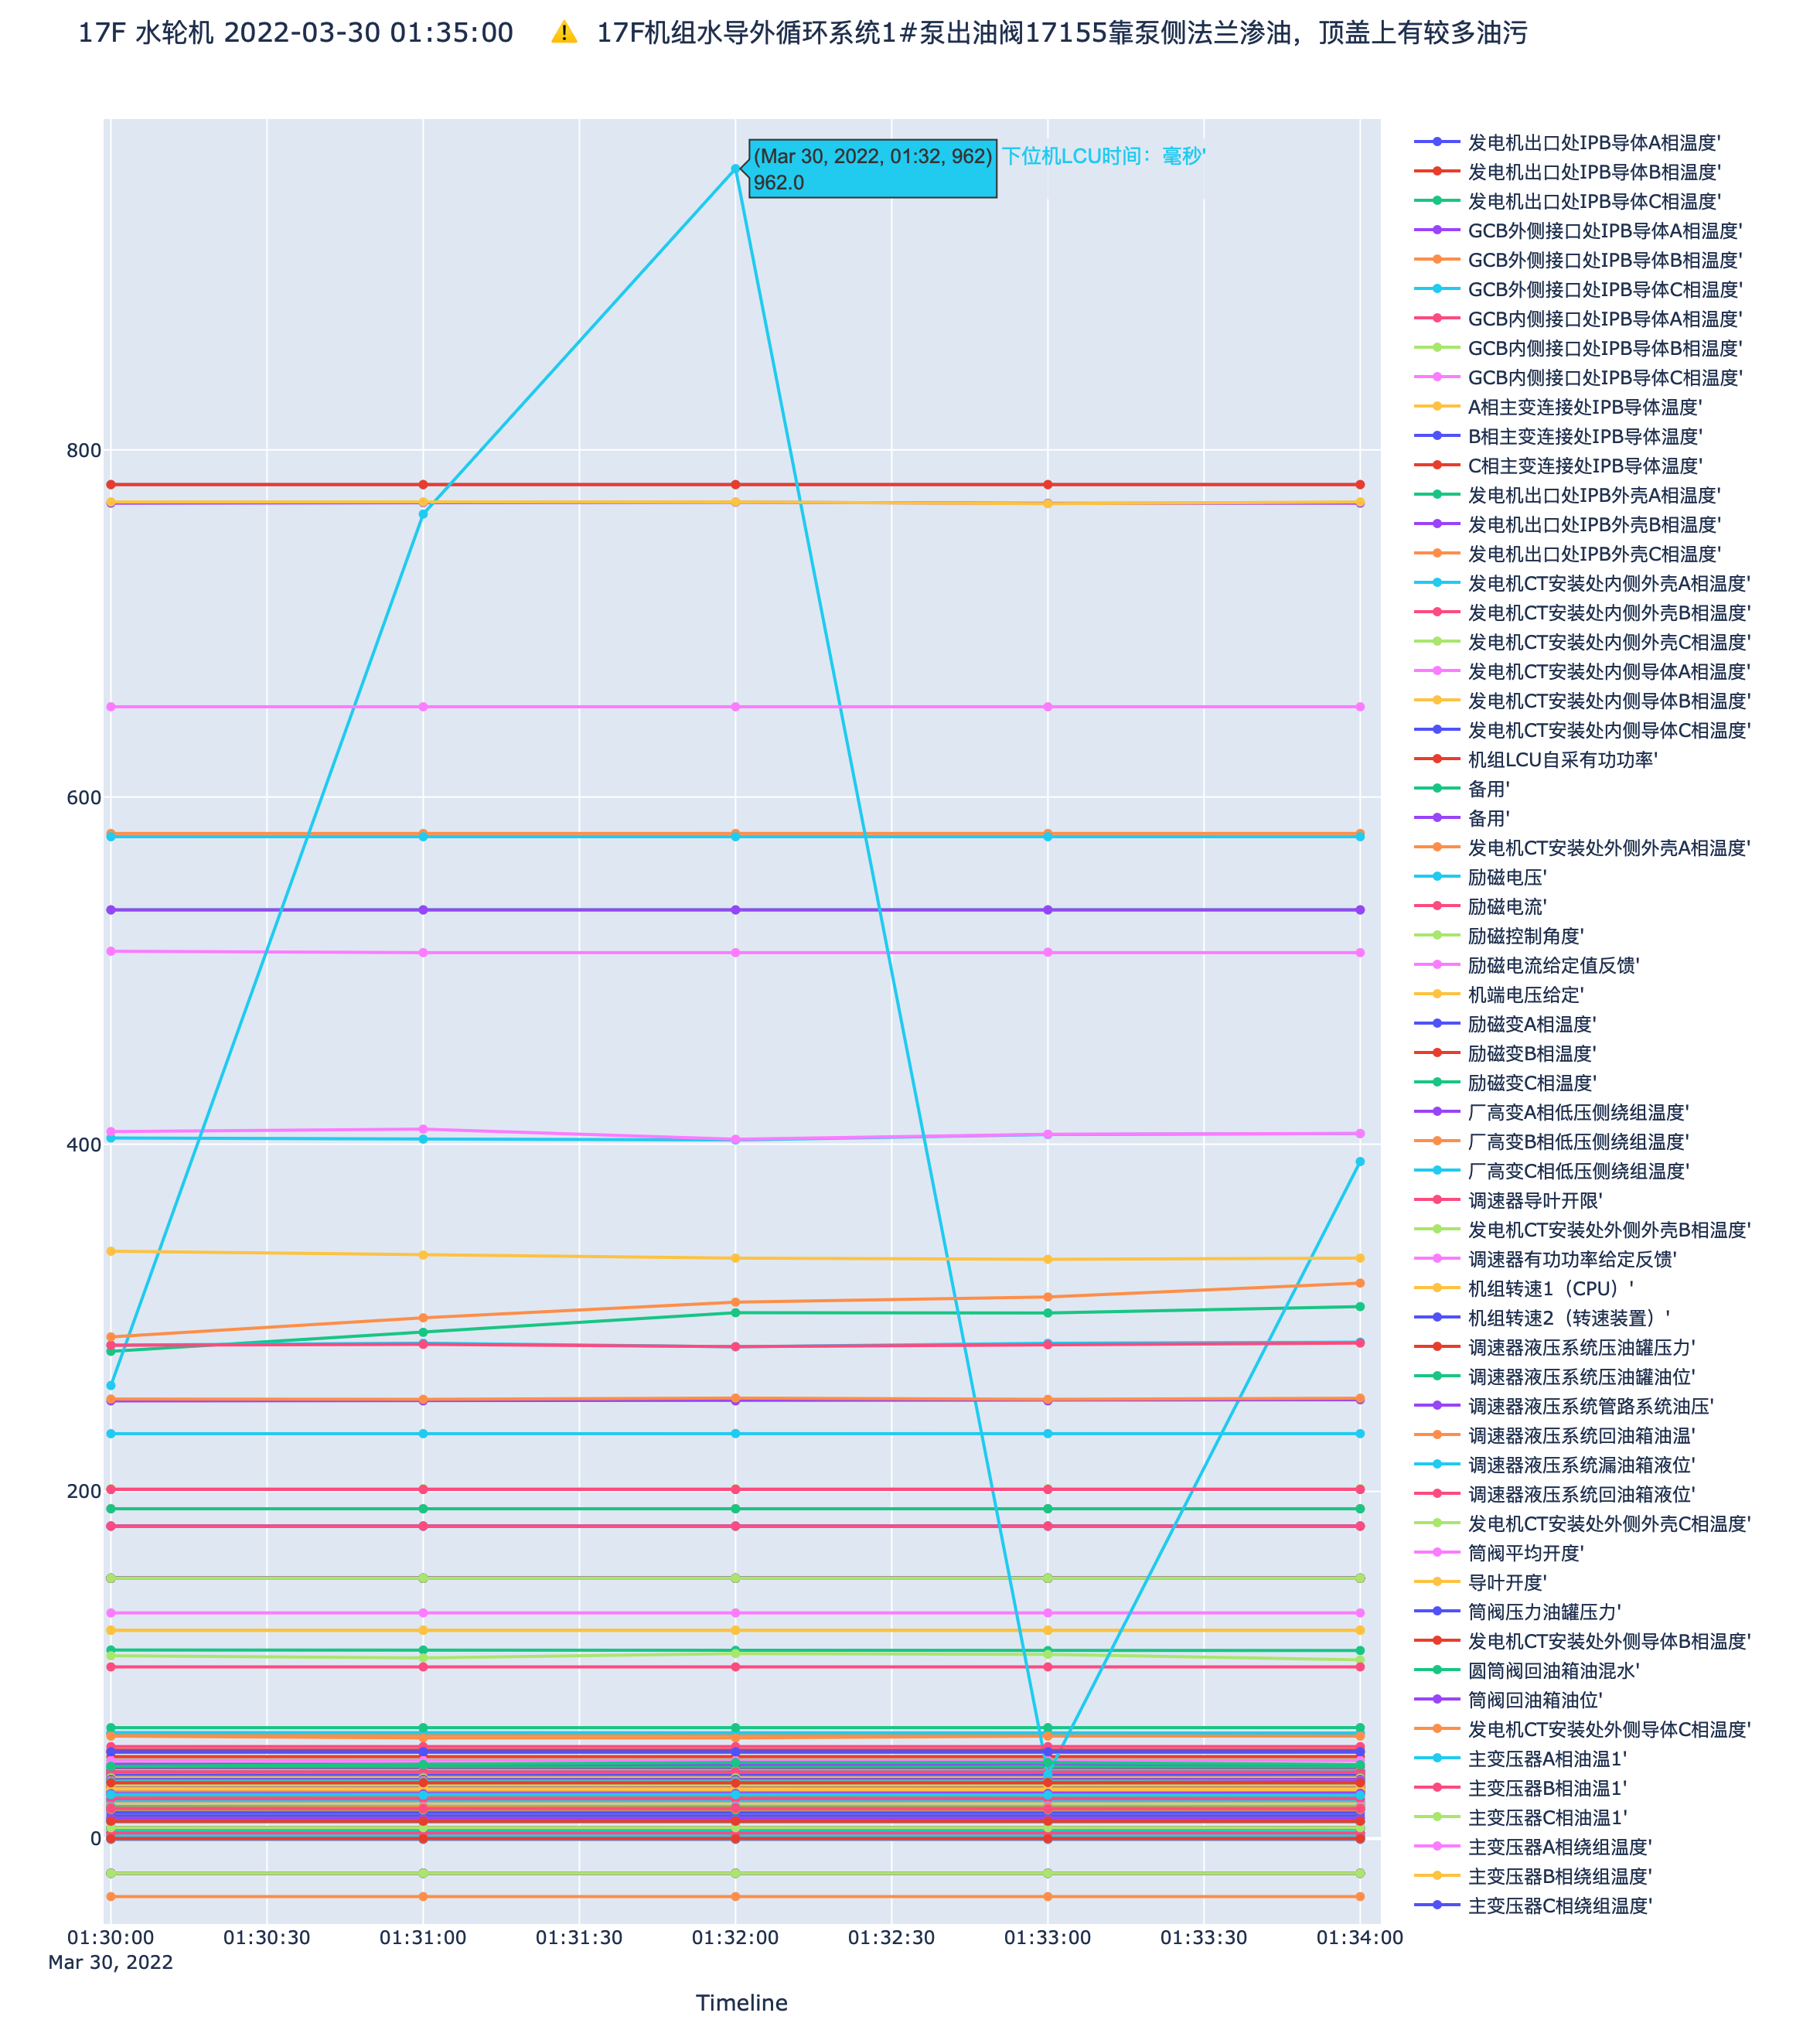 17F 水轮机 2022-03-30 01:35:00 ⚠ 17F机组水导外循环系统1#泵出油阀17155靠泵侧法兰渗油，顶盖上有较多油污
(Mar 30, 2022, 01:32, 962) 下位机LCU时间：毫秒'
962.0
800
600
400
200
0
01:30:00 01:30:30 01:31:00 01:31:30 01:32:00 01:32:30 01:33:00 01:33:30 01:34:00
Mar 30, 2022
Timeline
发电机出口处IPB导体A相温度'
发电机出口处IPB导体B相温度'
发电机出口处IPB导体C相温度'
GCB外侧接口处IPB导体A相温度'
GCB外侧接口处IPB导体B相温度'
GCB外侧接口处IPB导体C相温度'
GCB内侧接口处IPB导体A相温度'
GCB内侧接口处IPB导体B相温度'
GCB内侧接口处IPB导体C相温度'
A相主变连接处IPB导体温度'
B相主变连接处IPB导体温度'
C相主变连接处IPB导体温度'
发电机出口处IPB外壳A相温度'
发电机出口处IPB外壳B相温度'
发电机出口处IPB外壳C相温度'
发电机CT安装处内侧外壳A相温度'
发电机CT安装处内侧外壳B相温度'
发电机CT安装处内侧外壳C相温度'
发电机CT安装处内侧导体A相温度'
发电机CT安装处内侧导体B相温度'
发电机CT安装处内侧导体C相温度'
机组LCU自采有功功率'
备用'
备用'
发电机CT安装处外侧外壳A相温度'
励磁电压'
励磁电流'
励磁控制角度'
励磁电流给定值反馈'
机端电压给定'
励磁变A相温度'
励磁变B相温度'
励磁变C相温度'
厂高变A相低压侧绕组温度'
厂高变B相低压侧绕组温度'
厂高变C相低压侧绕组温度'
调速器导叶开限'
发电机CT安装处外侧外壳B相温度'
调速器有功功率给定反馈'
机组转速1（CPU）'
机组转速2（转速装置）'
调速器液压系统压油罐压力'
调速器液压系统压油罐油位'
调速器液压系统管路系统油压'
调速器液压系统回油箱油温'
调速器液压系统漏油箱液位'
调速器液压系统回油箱液位'
发电机CT安装处外侧外壳C相温度'
筒阀平均开度'
导叶开度'
筒阀压力油罐压力'
发电机CT安装处外侧导体B相温度'
圆筒阀回油箱油混水'
筒阀回油箱油位'
发电机CT安装处外侧导体C相温度'
主变压器A相油温1'
主变压器B相油温1'
主变压器C相油温1'
主变压器A相绕组温度'
主变压器B相绕组温度'
主变压器C相绕组温度'